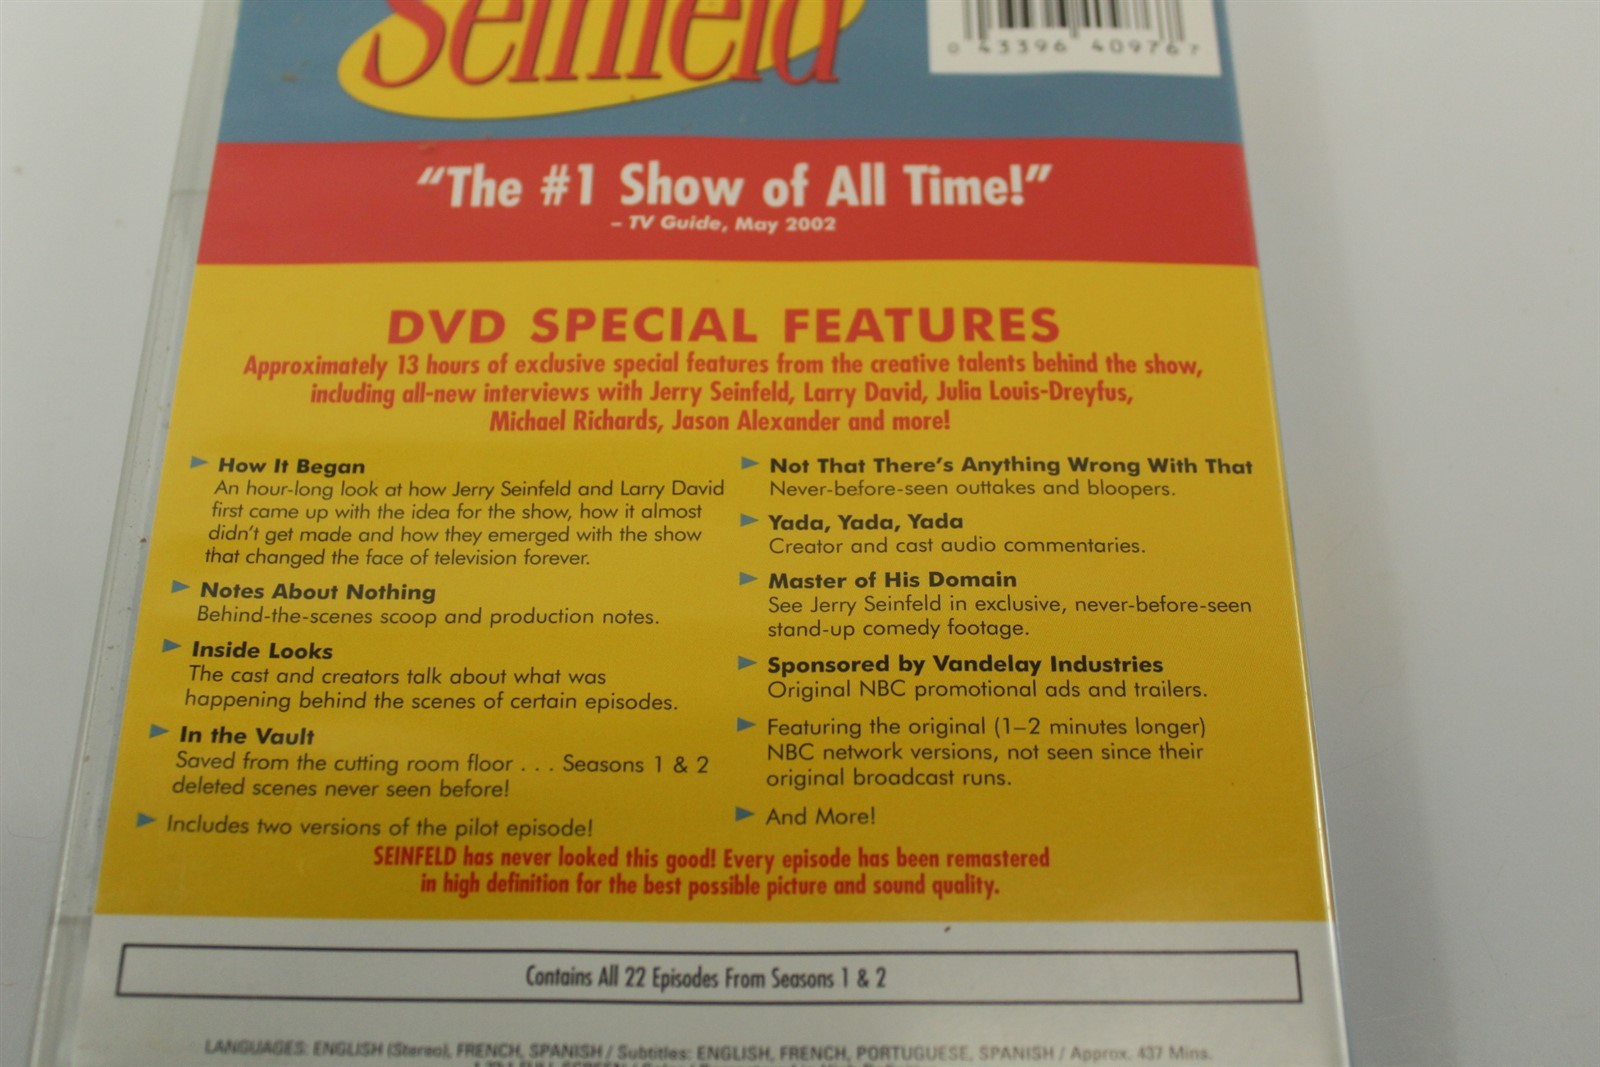 Seinfeld
0 43396 40976 7
“The #1 Show of All Time!”
– TV Guide, May 2002
DVD SPECIAL FEATURES
Approximately 13 hours of exclusive special features from the creative talents behind the show,
including all-new interviews with Jerry Seinfeld, Larry David, Julia Louis-Dreyfus,
Michael Richards, Jason Alexander and more!
How It Began
An hour-long look at how Jerry Seinfeld and Larry David
first came up with the idea for the show, how it almost
didn’t get made and how they emerged with the show
that changed the face of television forever.
Notes About Nothing
Behind-the-scenes scoop and production notes.
Inside Looks
The cast and creators talk about what was
happening behind the scenes of certain episodes.
In the Vault
Saved from the cutting room floor . . . Seasons 1 & 2
deleted scenes never seen before!
Includes two versions of the pilot episode!
Not That There’s Anything Wrong With That
Never-before-seen outtakes and bloopers.
Yada, Yada, Yada
Creator and cast audio commentaries.
Master of His Domain
See Jerry Seinfeld in exclusive, never-before-seen
stand-up comedy footage.
Sponsored by Vandelay Industries
Original NBC promotional ads and trailers.
Featuring the original (1–2 minutes longer)
NBC network versions, not seen since their
original broadcast runs.
And More!
SEINFELD has never looked this good! Every episode has been remastered
in high definition for the best possible picture and sound quality.
Contains All 22 Episodes From Seasons 1 & 2
LANGUAGES: ENGLISH (Stereo), FRENCH, SPANISH / Subtitles: ENGLISH, FRENCH, PORTUGUESE, SPANISH / Approx. 437 Mins.